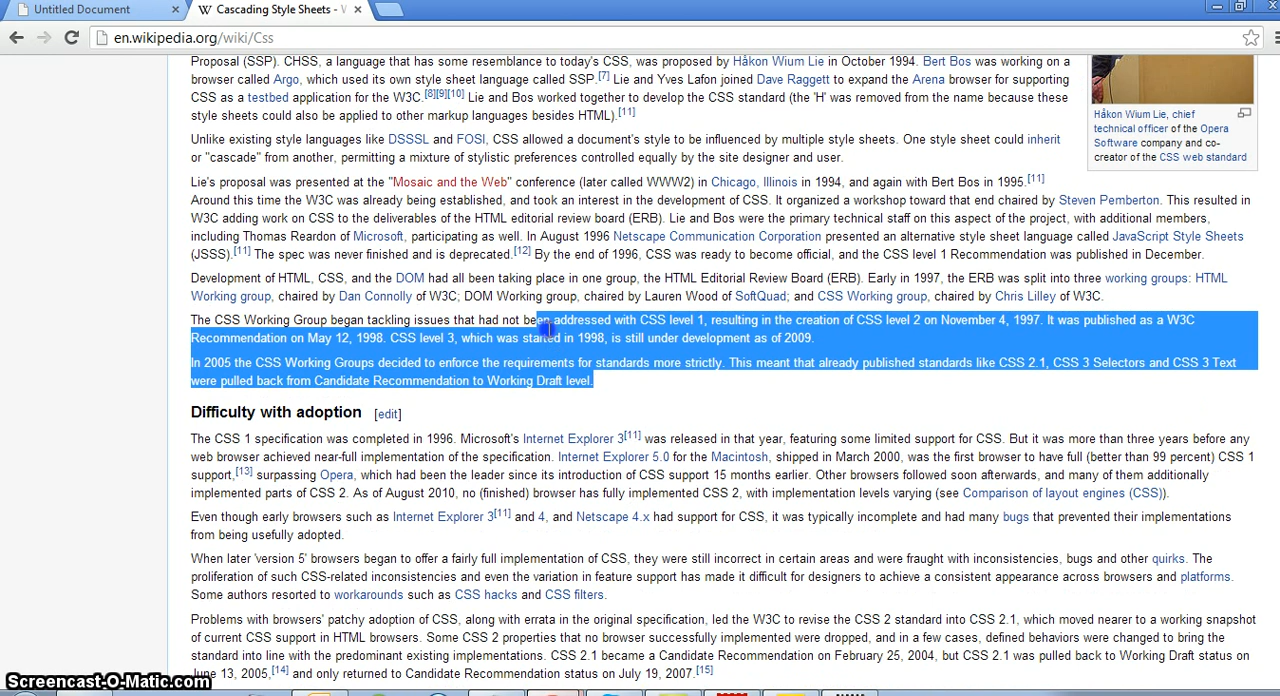 Untitled Document
Cascading Style Sheets -
en.wikipedia.org/wiki/Css
Proposal (SSP). CHSS, a language that has some resemblance to today's CSS, was proposed by Håkon Wium Lie in October 1994. Bert Bos was working on a
browser called Argo, which used its own style sheet language called SSP.[7] Lie and Yves Lafon joined Dave Raggett to expand the Arena browser for supporting
CSS as a testbed application for the W3C.[8][9][10] Lie and Bos worked together to develop the CSS standard (the 'H' was removed from the name because these
style sheets could also be applied to other markup languages besides HTML).[11]
Håkon Wium Lie, chief
technical officer of the Opera
Software company and co-
creator of the CSS web standard
Unlike existing style languages like DSSSL and FOSI, CSS allowed a document's style to be influenced by multiple style sheets. One style sheet could inherit
or "cascade" from another, permitting a mixture of stylistic preferences controlled equally by the site designer and user.
Lie's proposal was presented at the "Mosaic and the Web" conference (later called WWW2) in Chicago, Illinois in 1994, and again with Bert Bos in 1995.[11]
Around this time the W3C was already being established, and took an interest in the development of CSS. It organized a workshop toward that end chaired by Steven Pemberton. This resulted in
W3C adding work on CSS to the deliverables of the HTML editorial review board (ERB). Lie and Bos were the primary technical staff on this aspect of the project, with additional members,
including Thomas Reardon of Microsoft, participating as well. In August 1996 Netscape Communication Corporation presented an alternative style sheet language called JavaScript Style Sheets
(JSSS).[11] The spec was never finished and is deprecated.[12] By the end of 1996, CSS was ready to become official, and the CSS level 1 Recommendation was published in December.
Development of HTML, CSS, and the DOM had all been taking place in one group, the HTML Editorial Review Board (ERB). Early in 1997, the ERB was split into three working groups: HTML
Working group, chaired by Dan Connolly of W3C; DOM Working group, chaired by Lauren Wood of SoftQuad; and CSS Working group, chaired by Chris Lilley of W3C.
The CSS Working Group began tackling issues that had not been addressed with CSS level 1, resulting in the creation of CSS level 2 on November 4, 1997. It was published as a W3C
Recommendation on May 12, 1998. CSS level 3, which was started in 1998, is still under development as of 2009.
In 2005 the CSS Working Groups decided to enforce the requirements for standards more strictly. This meant that already published standards like CSS 2.1, CSS 3 Selectors and CSS 3 Text
were pulled back from Candidate Recommendation to Working Draft level.
Difficulty with adoption [edit]
The CSS 1 specification was completed in 1996. Microsoft's Internet Explorer 3[11] was released in that year, featuring some limited support for CSS. But it was more than three years before any
web browser achieved near-full implementation of the specification. Internet Explorer 5.0 for the Macintosh, shipped in March 2000, was the first browser to have full (better than 99 percent) CSS 1
support,[13] surpassing Opera, which had been the leader since its introduction of CSS support 15 months earlier. Other browsers followed soon afterwards, and many of them additionally
implemented parts of CSS 2. As of August 2010, no (finished) browser has fully implemented CSS 2, with implementation levels varying (see Comparison of layout engines (CSS)).
Even though early browsers such as Internet Explorer 3[11] and 4, and Netscape 4.x had support for CSS, it was typically incomplete and had many bugs that prevented their implementations
from being usefully adopted.
When later 'version 5' browsers began to offer a fairly full implementation of CSS, they were still incorrect in certain areas and were fraught with inconsistencies, bugs and other quirks. The
proliferation of such CSS-related inconsistencies and even the variation in feature support has made it difficult for designers to achieve a consistent appearance across browsers and platforms.
Some authors resorted to workarounds such as CSS hacks and CSS filters.
Problems with browsers' patchy adoption of CSS, along with errata in the original specification, led the W3C to revise the CSS 2 standard into CSS 2.1, which moved nearer to a working snapshot
of current CSS support in HTML browsers. Some CSS 2 properties that no browser successfully implemented were dropped, and in a few cases, defined behaviors were changed to bring the
standard into line with the predominant existing implementations. CSS 2.1 became a Candidate Recommendation on February 25, 2004, but CSS 2.1 was pulled back to Working Draft status on
June 13, 2005,[14] and only returned to Candidate Recommendation status on July 19, 2007.[15]
Screencast-O-Matic.com